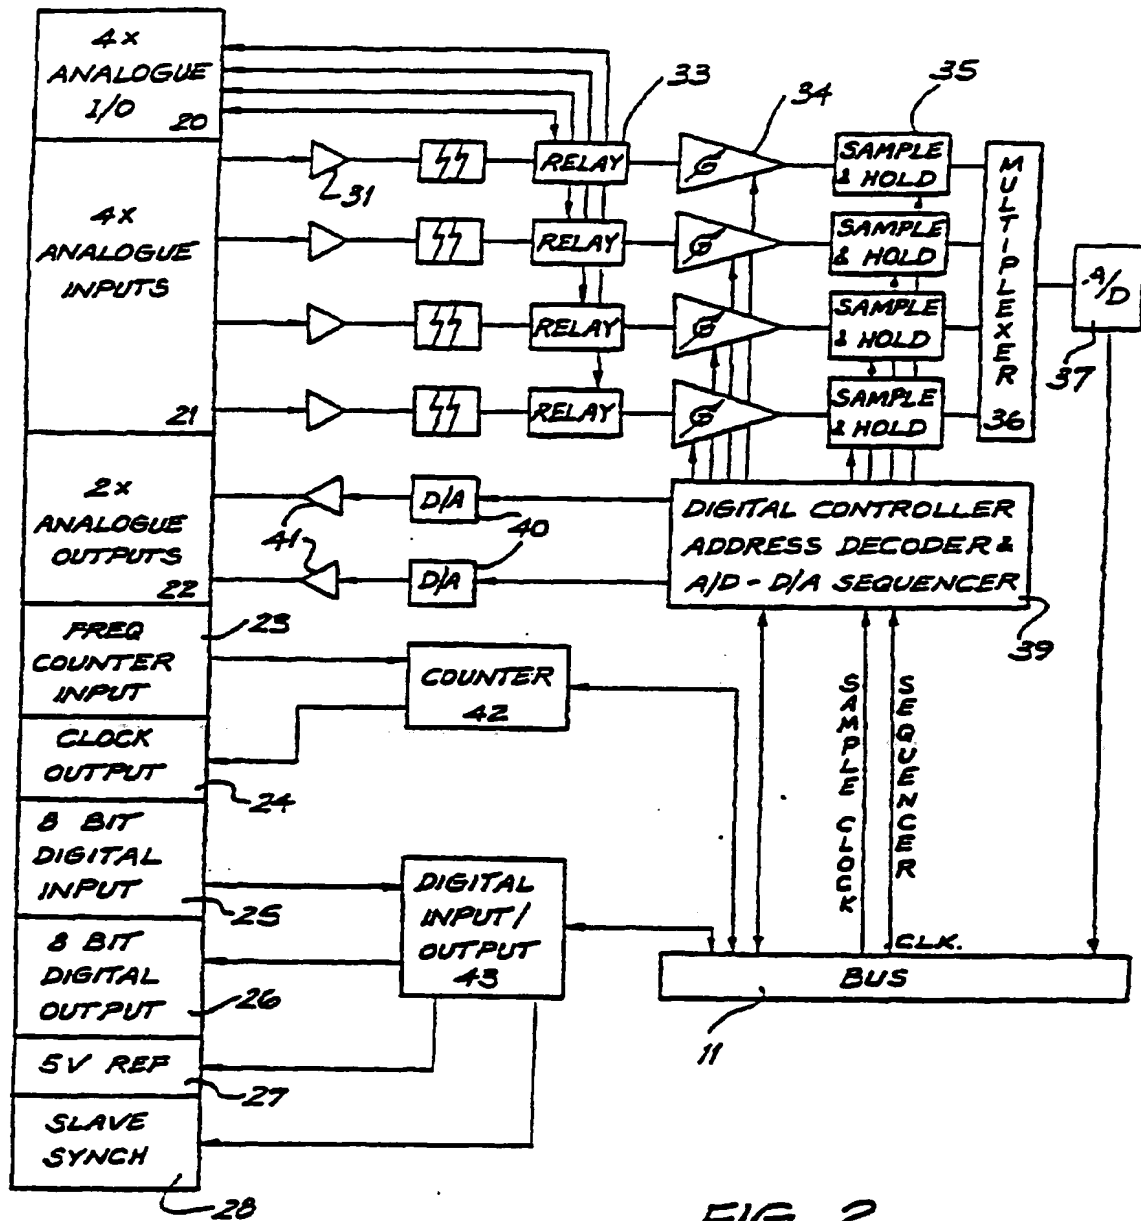 4x
ANALOGUE
I/O
20
4x
ANALOGUE
INPUTS
21
2x
ANALOGUE
OUTPUTS
22
FREQ
COUNTER
INPUT
23
CLOCK
OUTPUT
24
8 BIT
DIGITAL
INPUT
25
8 BIT
DIGITAL
OUTPUT
26
5V REF
27
SLAVE
SYNCH
28
31
RELAY
RELAY
RELAY
RELAY
33
G
G
G
G
34
35
SAMPLE
& HOLD
SAMPLE
& HOLD
SAMPLE
& HOLD
SAMPLE
& HOLD
MULTIPLEXER
36
A/D
37
D/A
D/A
40
41
DIGITAL CONTROLLER
ADDRESS DECODER &
A/D - D/A SEQUENCER
39
COUNTER
42
DIGITAL
INPUT/
OUTPUT
43
SAMPLE CLOCK
SEQUENCER
CLK.
BUS
11
FIG. 2